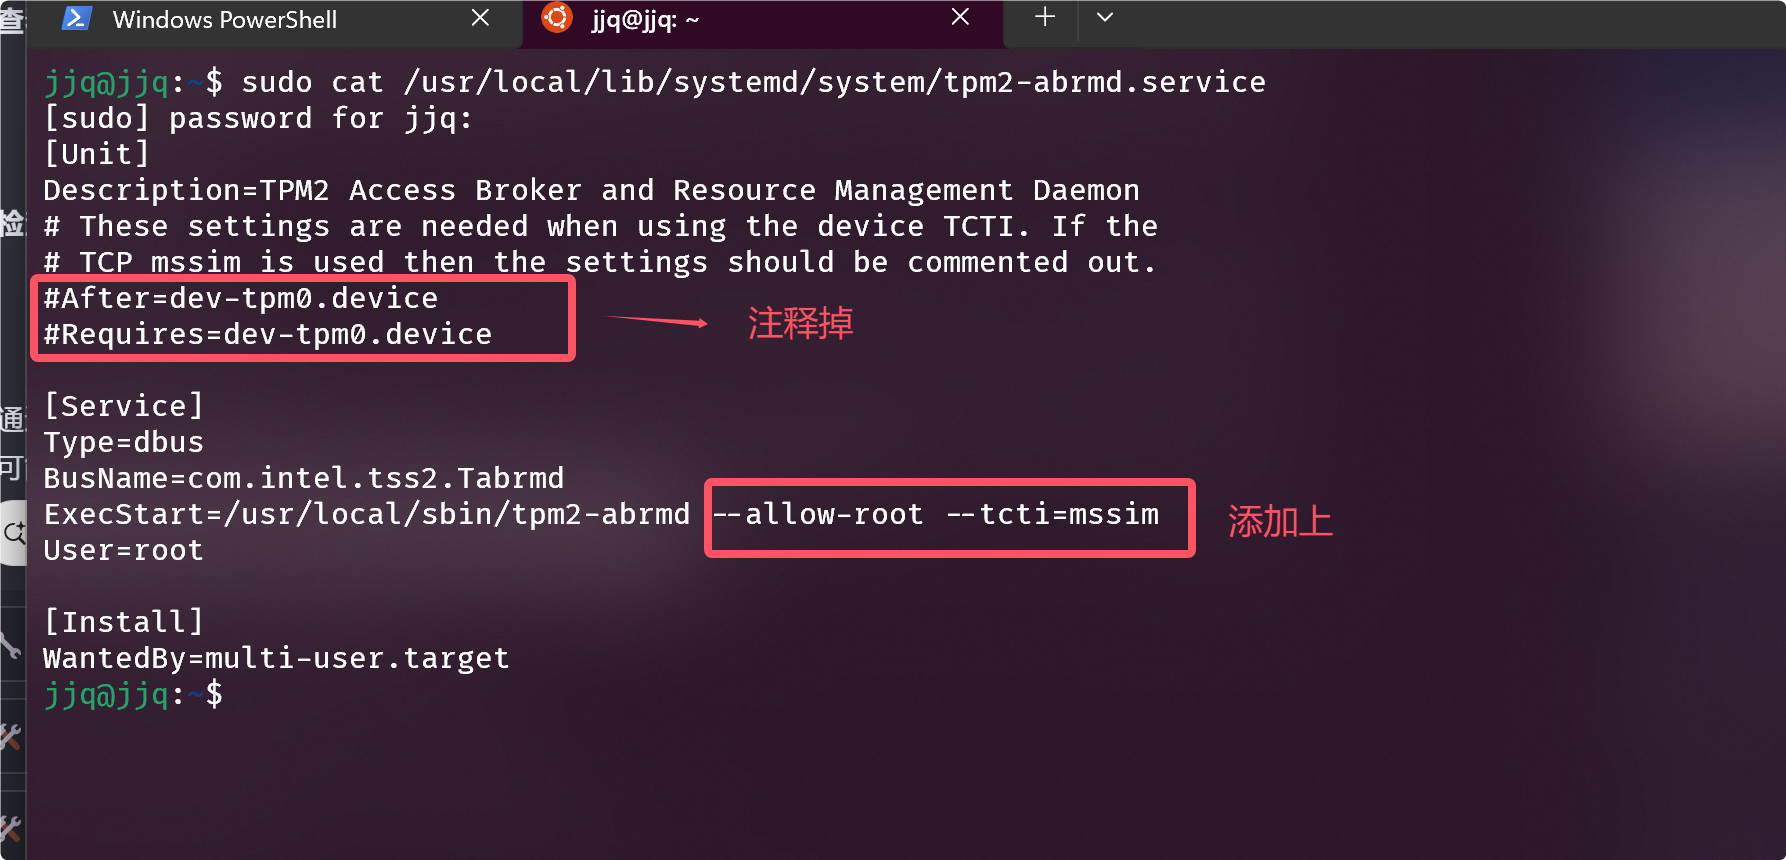 查
Windows PowerShell
jjq@jjq: ~
jjq@jjq:~$ sudo cat /usr/local/lib/systemd/system/tpm2-abrmd.service
[sudo] password for jjq:
[Unit]
Description=TPM2 Access Broker and Resource Management Daemon
检
# These settings are needed when using the device TCTI. If the
# TCP mssim is used then the settings should be commented out.
#After=dev-tpm0.device
#Requires=dev-tpm0.device
注释掉
[Service]
通
Type=dbus
可
BusName=com.intel.tss2.Tabrmd
ExecStart=/usr/local/sbin/tpm2-abrmd --allow-root --tcti=mssim
添加上
User=root
[Install]
WantedBy=multi-user.target
jjq@jjq:~$